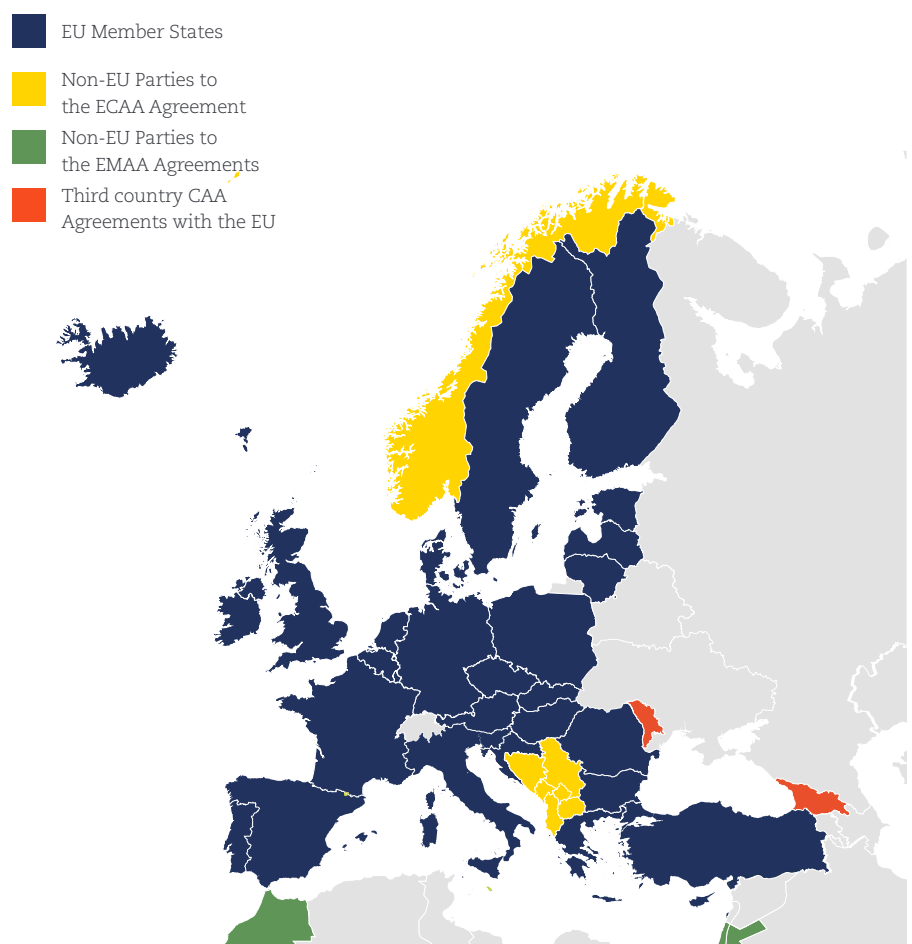 EU Member States
Non-EU Parties to
the ECAA Agreement
Non-EU Parties to
the EMAA Agreements
Third country CAA
Agreements with the EU